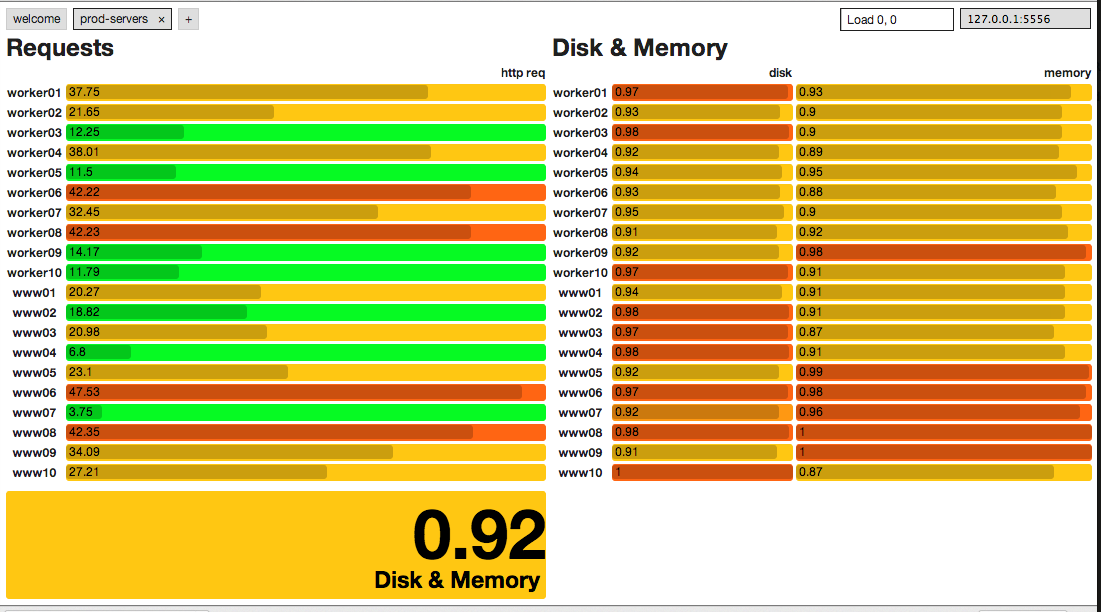 welcome prod-servers × + Load 0, 0 127.0.0.1:5556
Requests
http req
worker01 37.75
worker02 21.65
worker03 12.25
worker04 38.01
worker05 11.5
worker06 42.22
worker07 32.45
worker08 42.23
worker09 14.17
worker10 11.79
www01 20.27
www02 18.82
www03 20.98
www04 6.8
www05 23.1
www06 47.53
www07 3.75
www08 42.35
www09 34.09
www10 27.21
0.92
Disk & Memory
Disk & Memory
disk memory
worker01 0.97 0.93
worker02 0.93 0.9
worker03 0.98 0.9
worker04 0.92 0.89
worker05 0.94 0.95
worker06 0.93 0.88
worker07 0.95 0.9
worker08 0.91 0.92
worker09 0.92 0.98
worker10 0.97 0.91
www01 0.94 0.91
www02 0.98 0.91
www03 0.97 0.87
www04 0.98 0.91
www05 0.92 0.99
www06 0.97 0.98
www07 0.92 0.96
www08 0.98 1
www09 0.91 1
www10 1 0.87